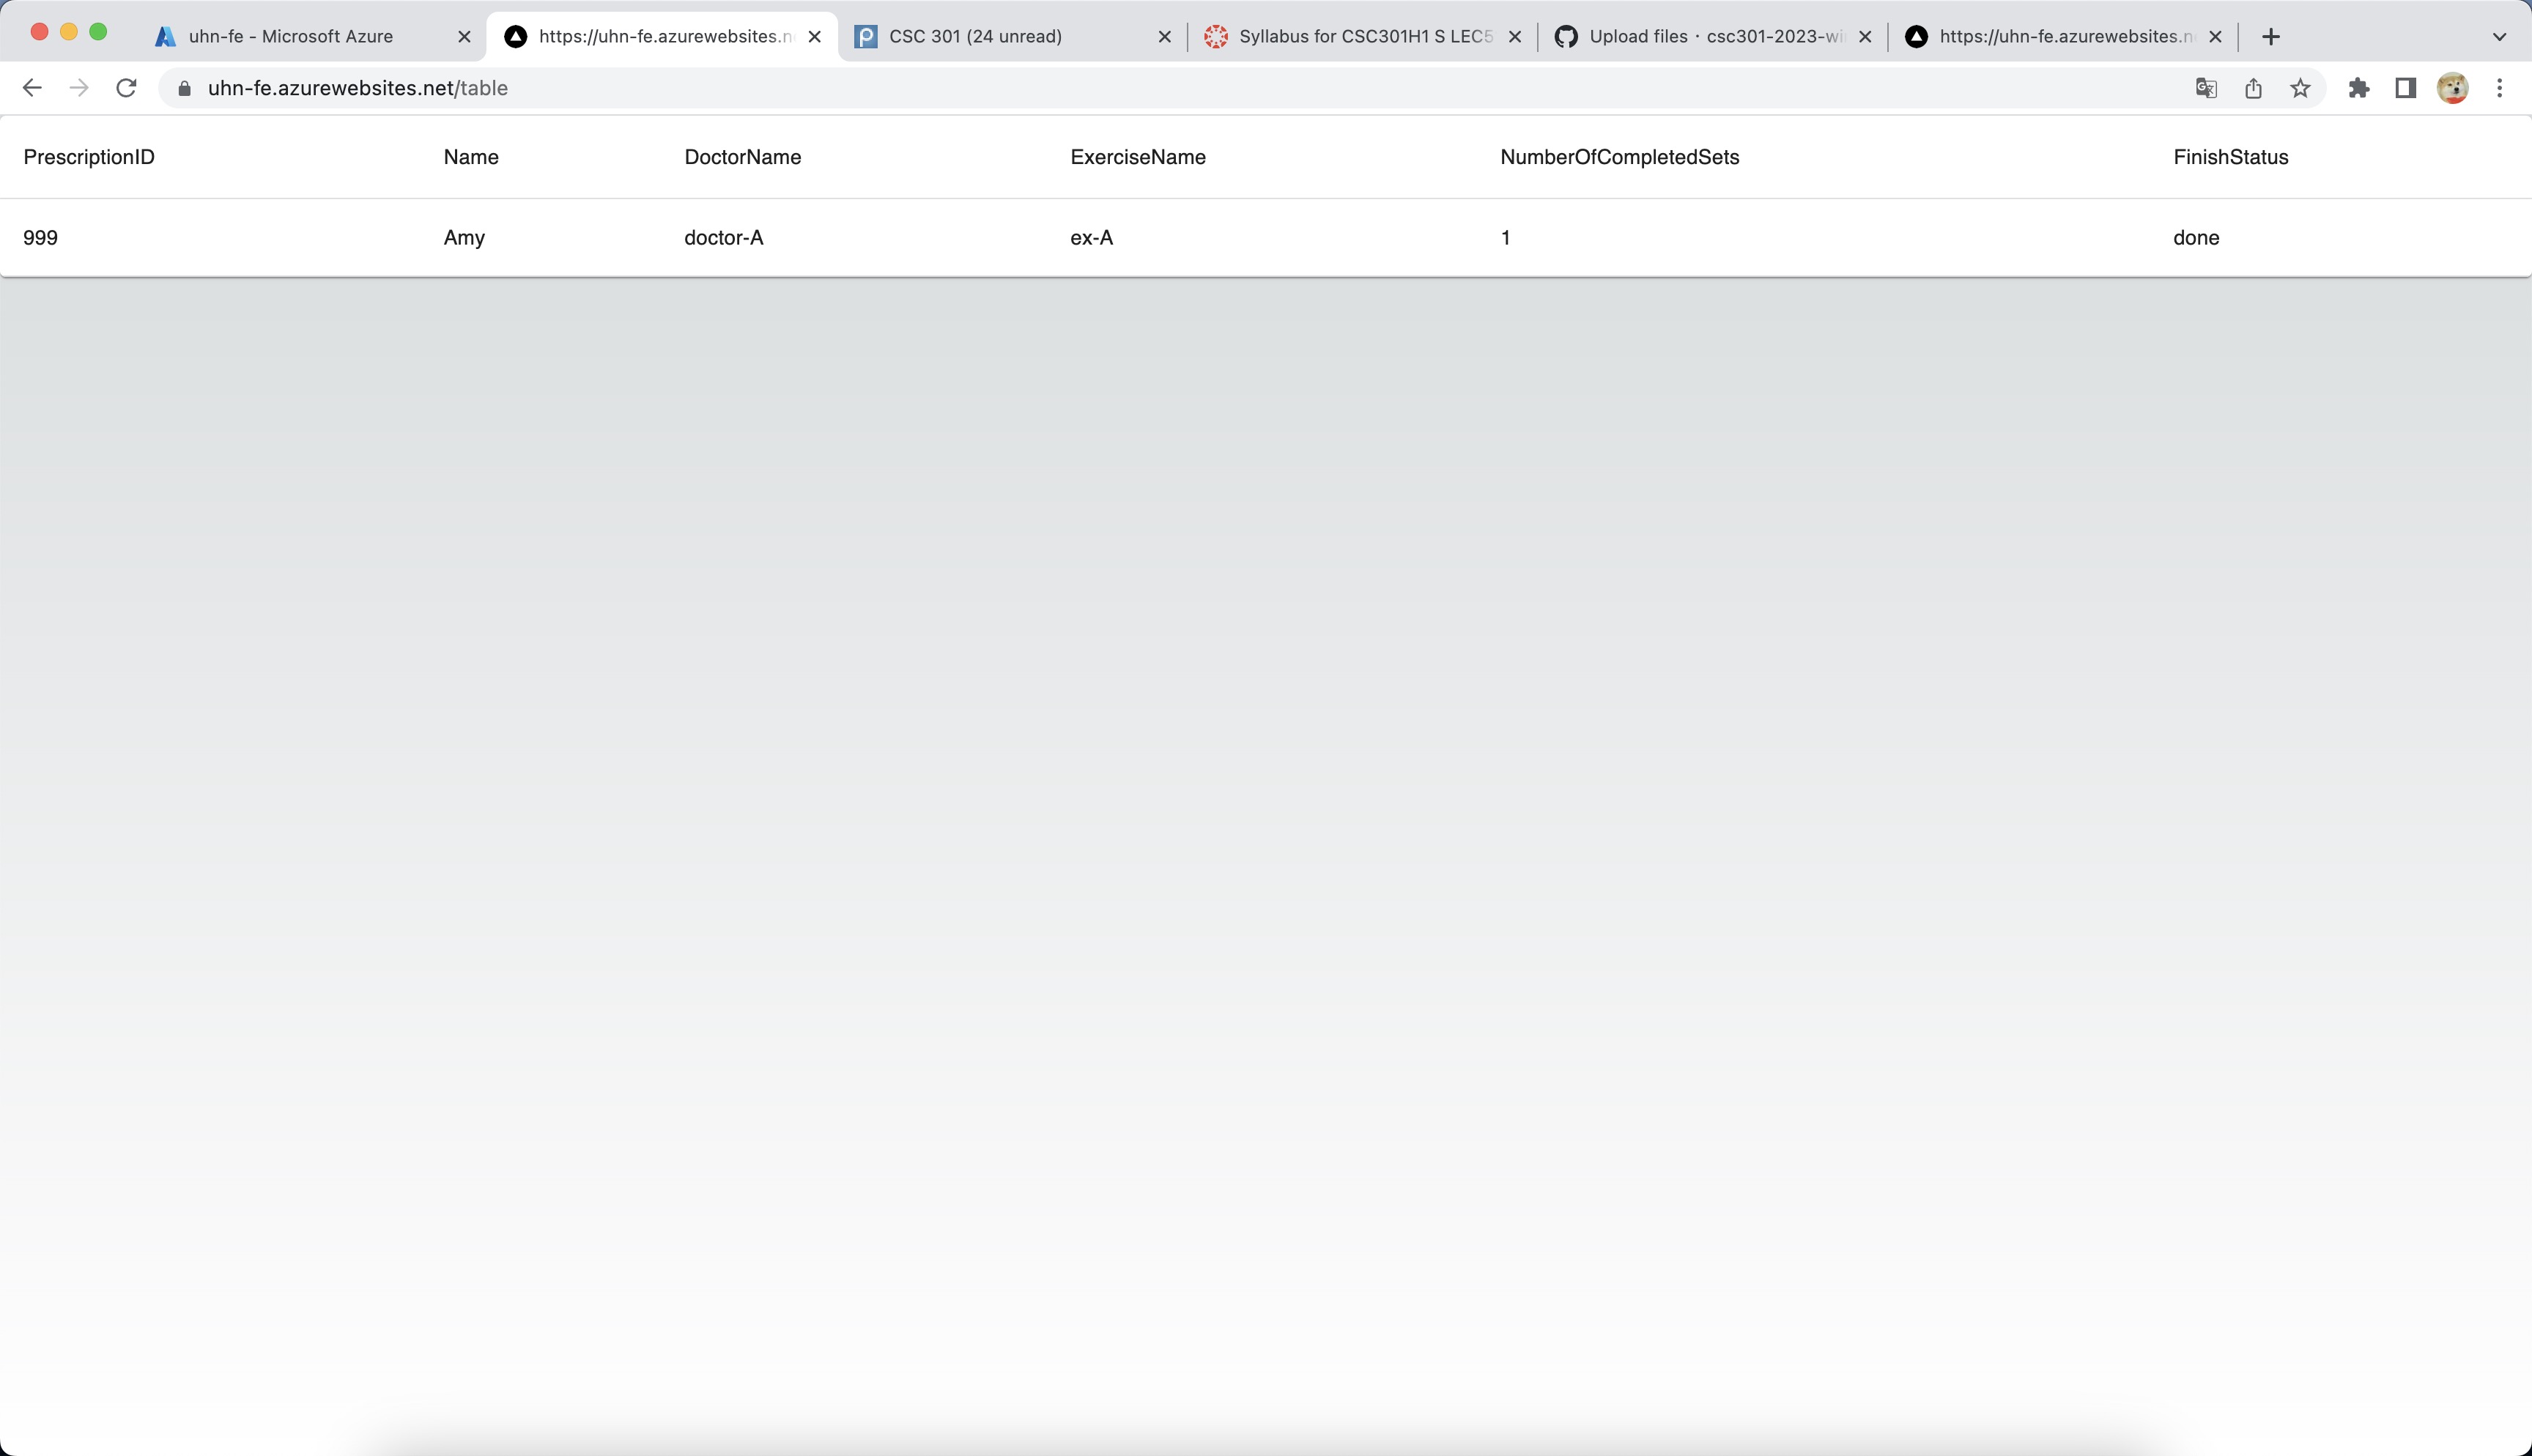 uhn-fe - Microsoft Azure
https://uhn-fe.azurewebsites.n
CSC 301 (24 unread)
Syllabus for CSC301H1 S LEC5
Upload files · csc301-2023-wi
https://uhn-fe.azurewebsites.n
uhn-fe.azurewebsites.net/table
PrescriptionID Name DoctorName ExerciseName NumberOfCompletedSets FinishStatus
999 Amy doctor-A ex-A 1 done